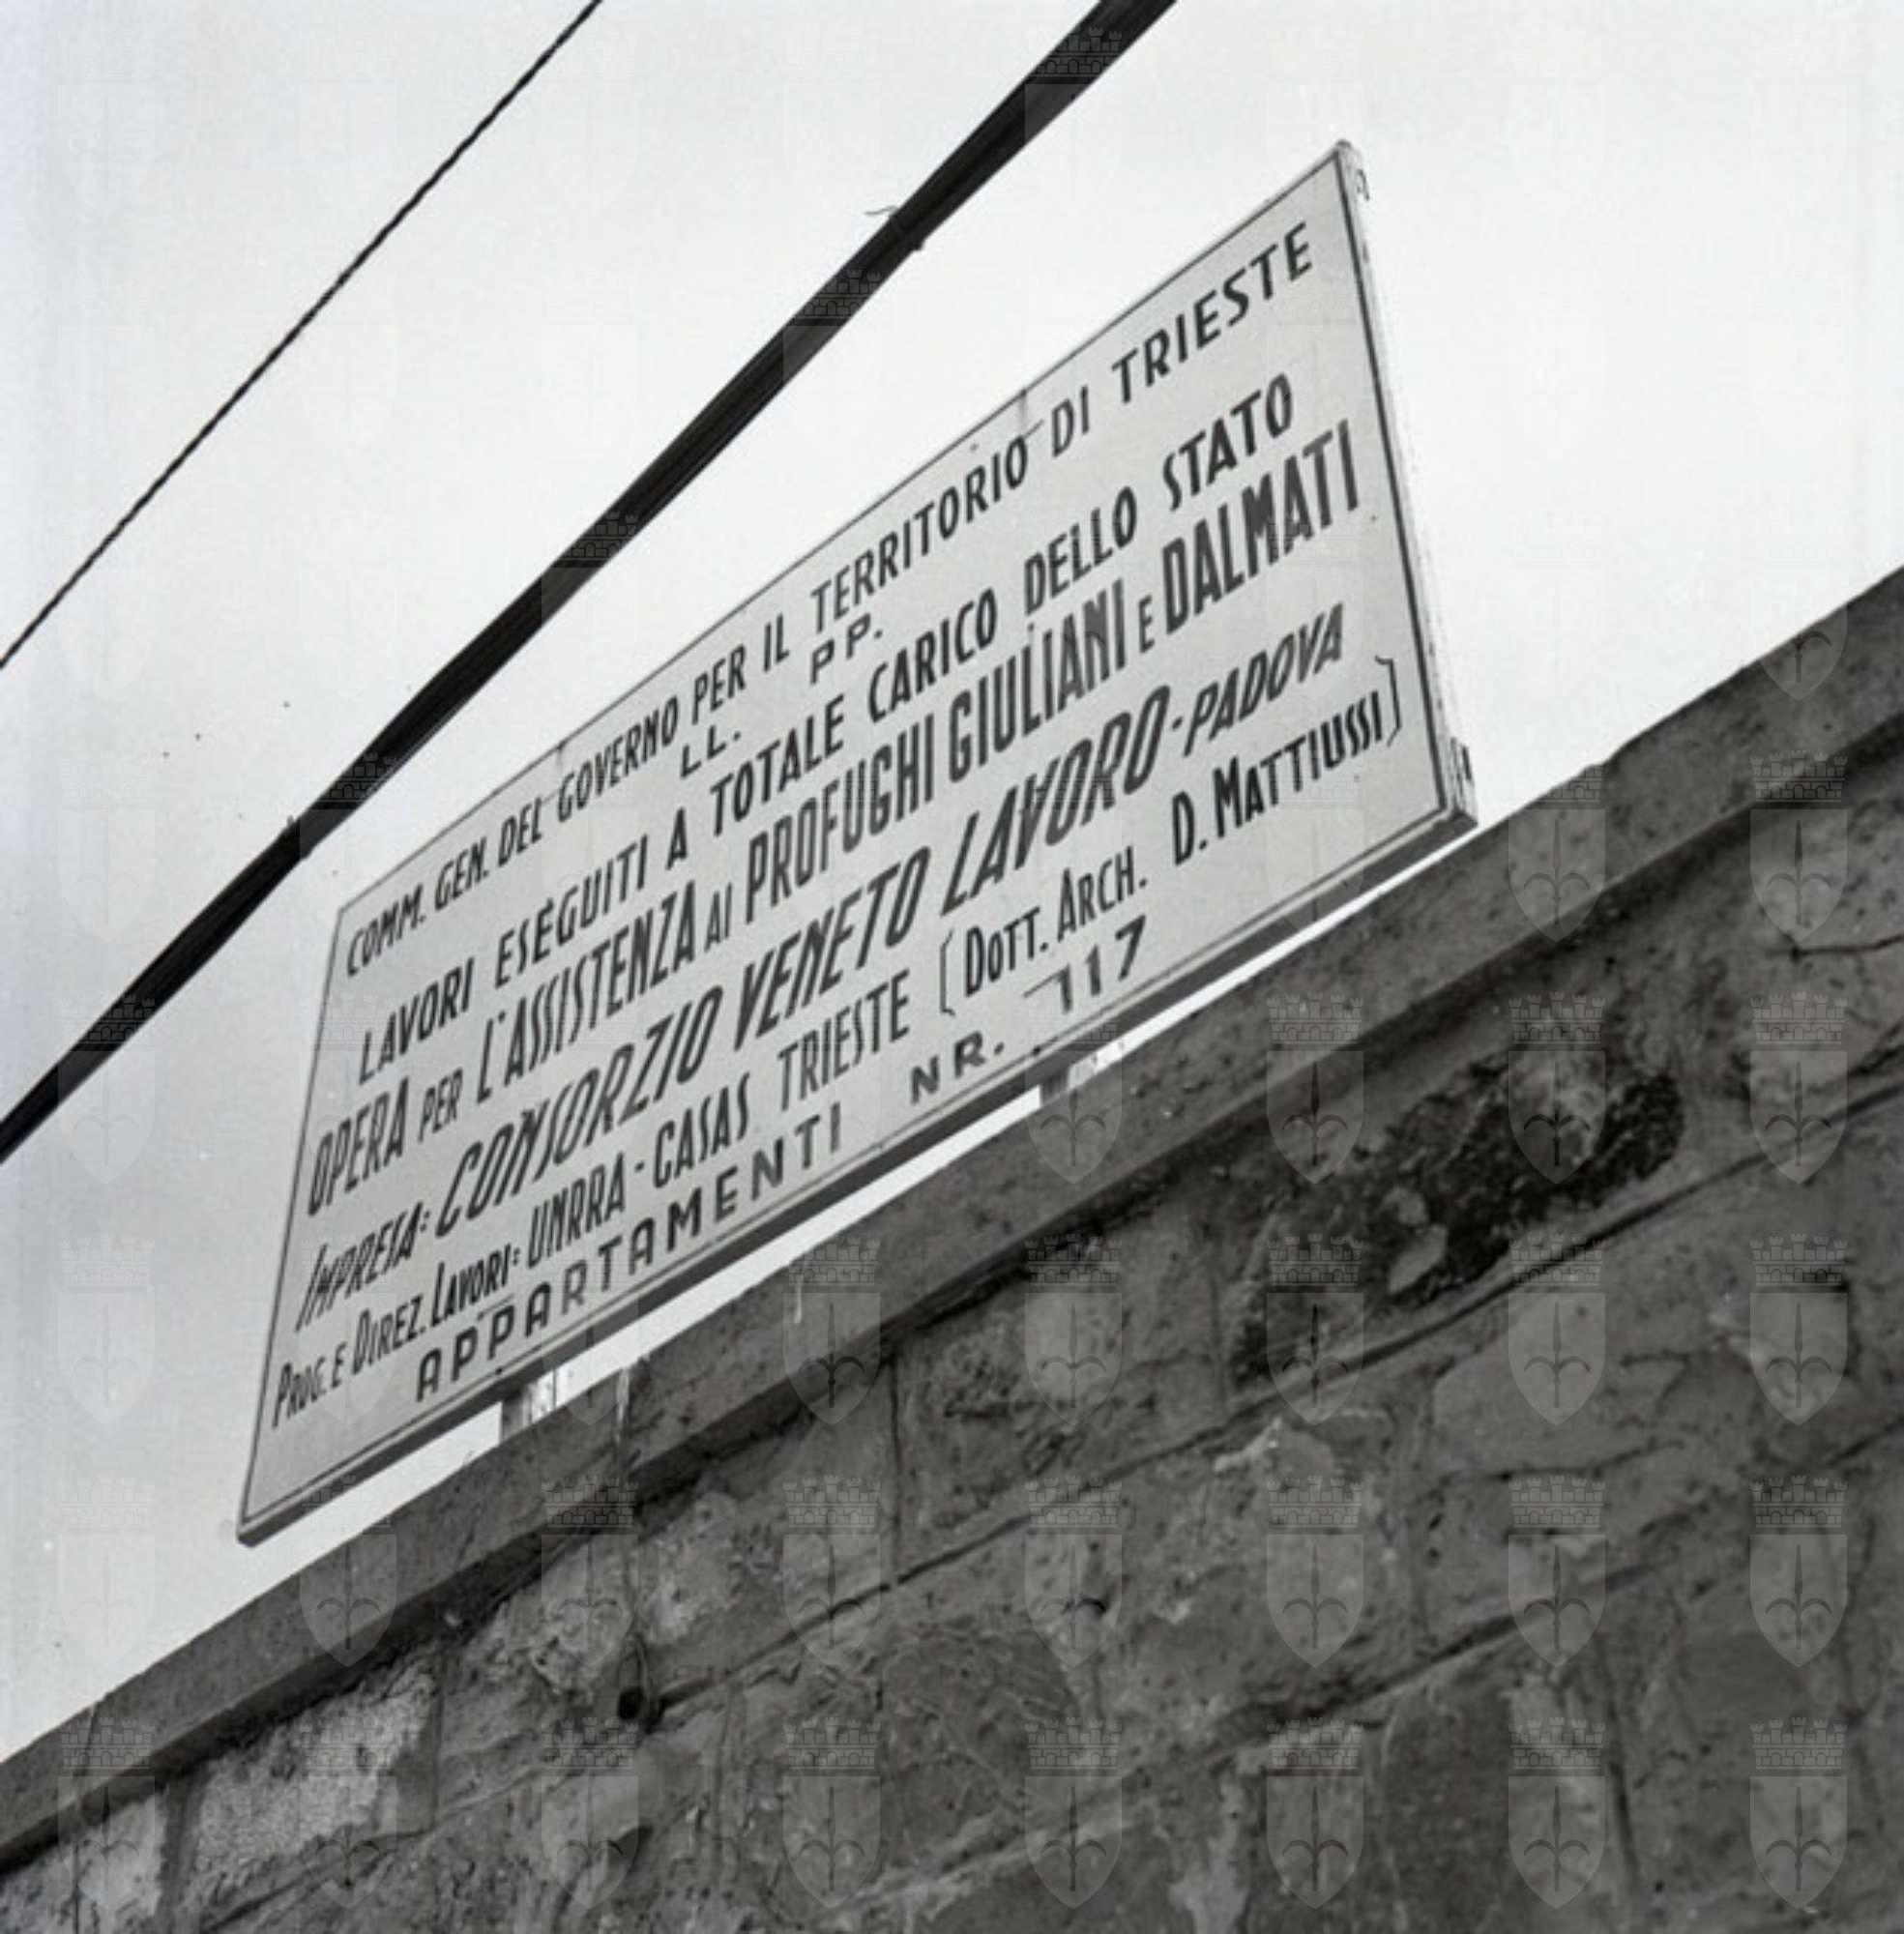 COMM. GEN. DEL GOVERNO PER IL TERRITORIO DI TRIESTE
LL. PP.
LAVORI ESEGUITI A TOTALE CARICO DELLO STATO
OPERA PER L'ASSISTENZA AI PROFUGHI GIULIANI E DALMATI
IMPRESA: CONSORZIO VENETO LAVORO - PADOVA
PROG. E DIREZ. LAVORI: UNRRA - CASAS TRIESTE (DOTT. ARCH. D. MATTIUSSI)
APPARTAMENTI NR. 117